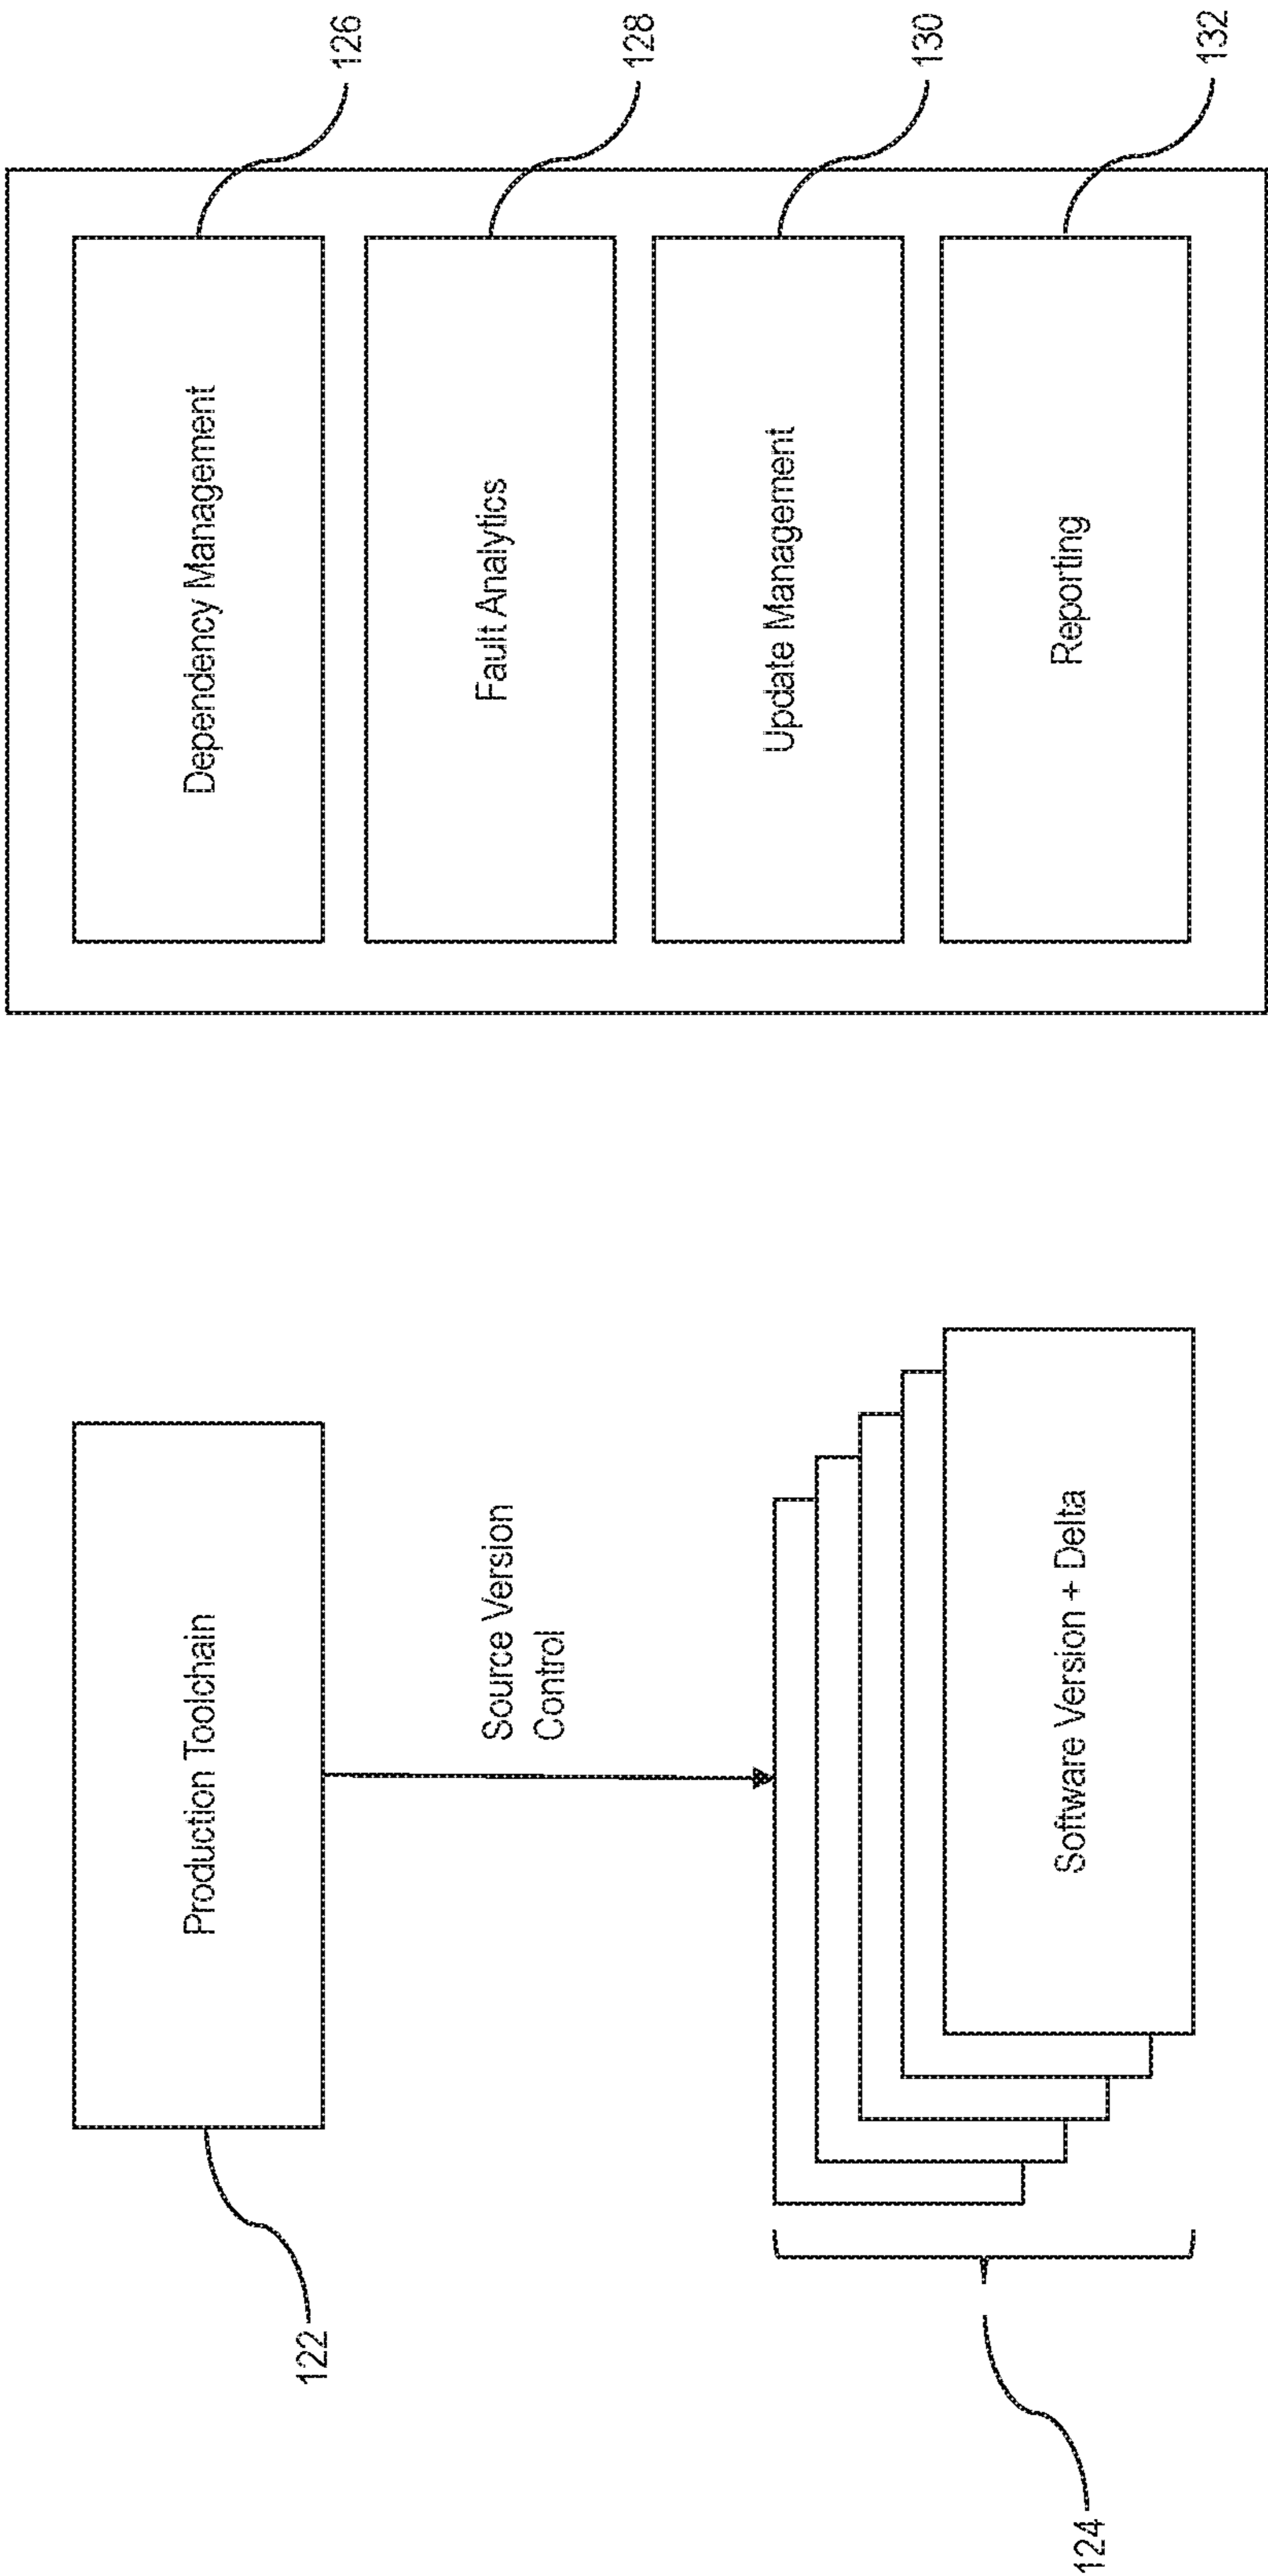 122
Production Toolchain
Source Version
Control
124
Software Version + Delta
Dependency Management
126
Fault Analytics
128
Update Management
130
Reporting
132